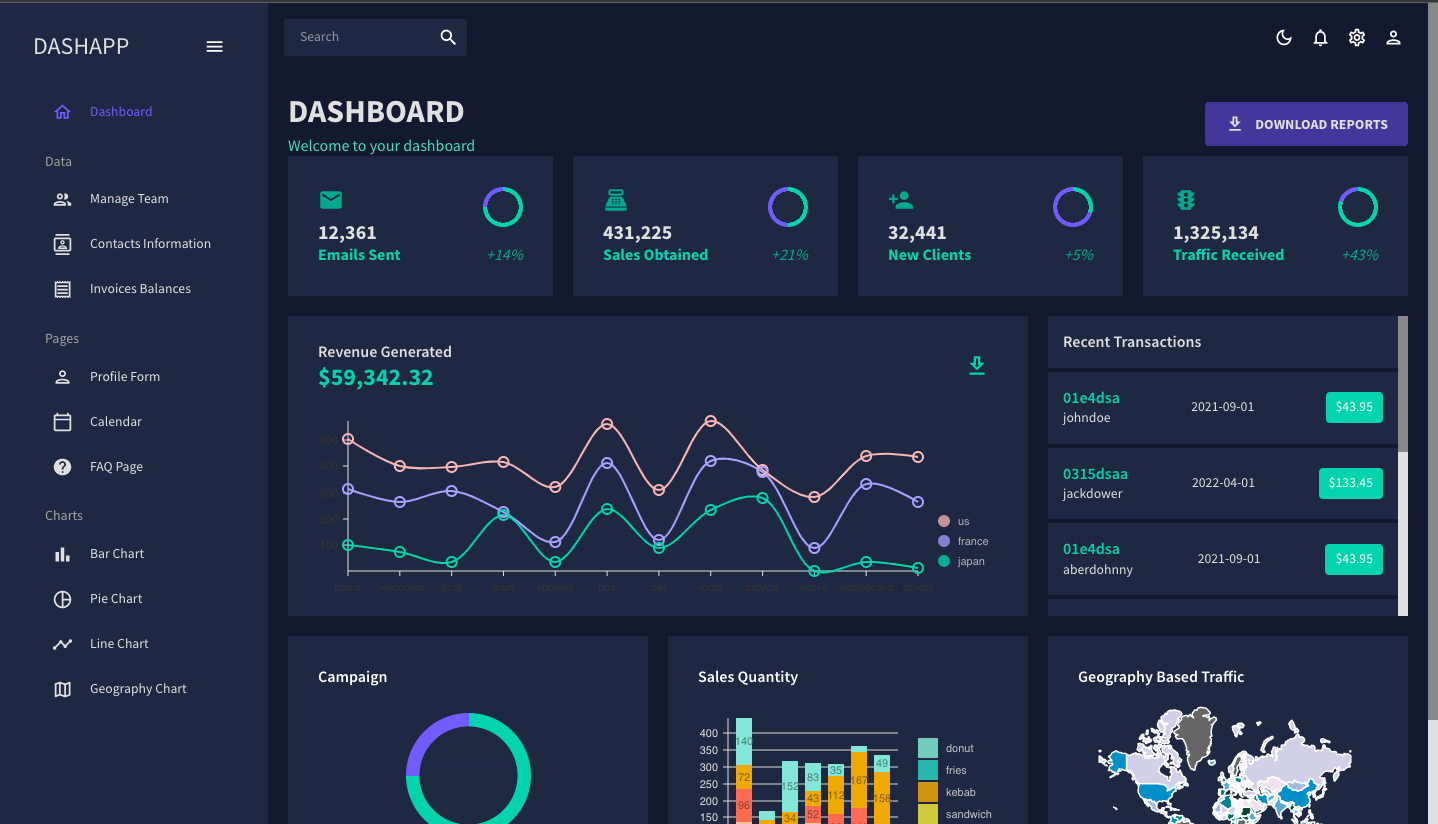 DASHAPP
Search
Dashboard
Data
Manage Team
Contacts Information
Invoices Balances
Pages
Profile Form
Calendar
FAQ Page
Charts
Bar Chart
Pie Chart
Line Chart
Geography Chart
DASHBOARD
Welcome to your dashboard
DOWNLOAD REPORTS
12,361
Emails Sent
+14%
431,225
Sales Obtained
+21%
32,441
New Clients
+5%
1,325,134
Traffic Received
+43%
Revenue Generated
$59,342.32
500
400
300
200
100
plane helicopter boat train subway bus car moto bicycle horse skateboard others
us
france
japan
Recent Transactions
01e4dsa
johndoe
2021-09-01
$43.95
0315dsaa
jackdower
2022-04-01
$133.45
01e4dsa
aberdohnny
2021-09-01
$43.95
Campaign
Sales Quantity
400
350
300
250
200
150
140
72
96
34
152
83
43
52
35
112
167
49
158
donut
fries
kebab
sandwich
Geography Based Traffic